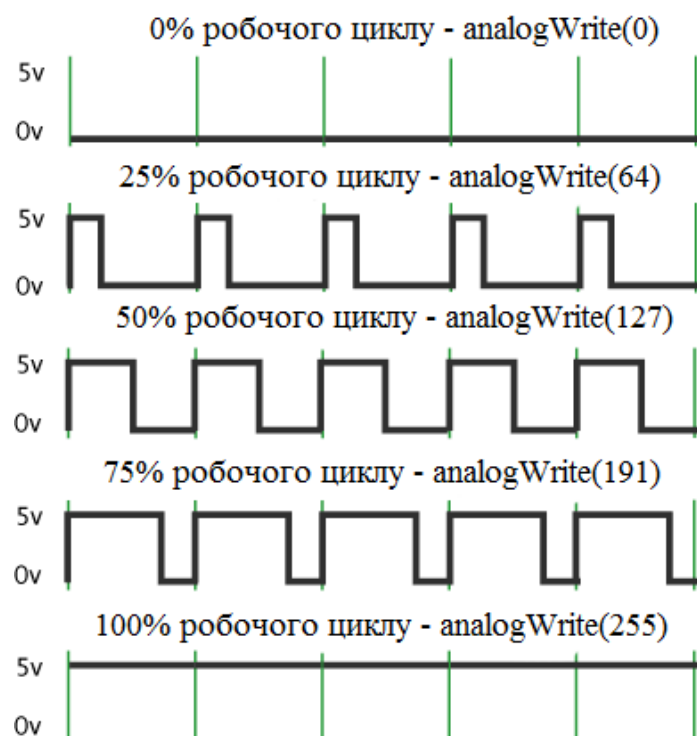 0% робочого циклу - analogWrite(0)
5v
0v
25% робочого циклу - analogWrite(64)
5v
0v
50% робочого циклу - analogWrite(127)
5v
0v
75% робочого циклу - analogWrite(191)
5v
0v
100% робочого циклу - analogWrite(255)
5v
0v